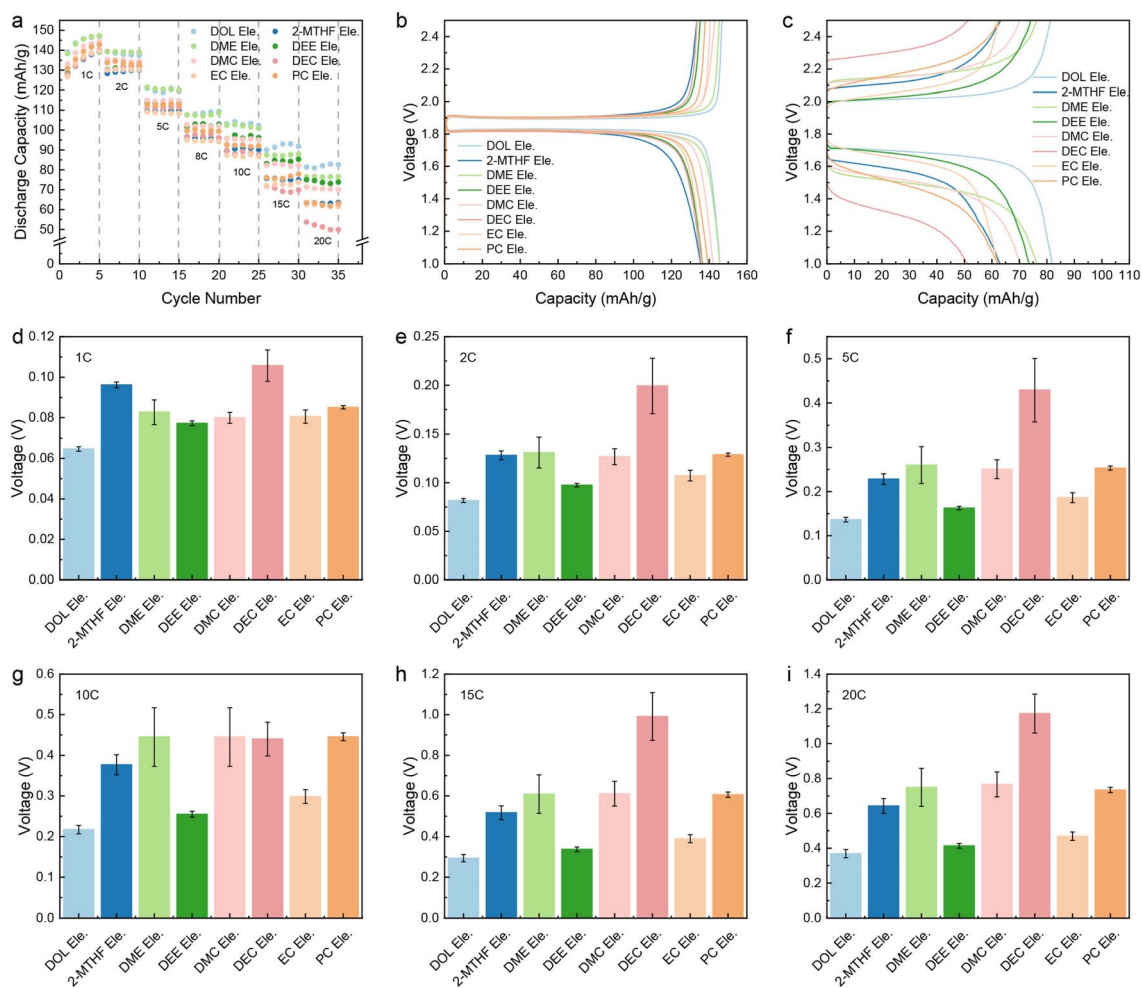 a
Discharge Capacity (mAh/g)
150
140
130
120
110
100
90
80
70
60
50
0
0 5 10 15 20 25 30 35
Cycle Number
1C
2C
5C
8C
10C
15C
20C
DOL Ele.
DME Ele.
DMC Ele.
EC Ele.
2-MTHF Ele.
DEE Ele.
DEC Ele.
PC Ele.
b
Voltage (V)
2.4
2.2
2.0
1.8
1.6
1.4
1.2
1.0
0 20 40 60 80 100 120 140 160
Capacity (mAh/g)
DOL Ele.
2-MTHF Ele.
DME Ele.
DEE Ele.
DMC Ele.
DEC Ele.
EC Ele.
PC Ele.
c
Voltage (V)
2.4
2.2
2.0
1.8
1.6
1.4
1.2
1.0
0 10 20 30 40 50 60 70 80 90 100 110
Capacity (mAh/g)
DOL Ele.
2-MTHF Ele.
DME Ele.
DEE Ele.
DMC Ele.
DEC Ele.
EC Ele.
PC Ele.
d
1C
Voltage (V)
0.12
0.10
0.08
0.06
0.04
0.02
0.00
DOL Ele.
2-MTHF Ele.
DME Ele.
DEE Ele.
DMC Ele.
DEC Ele.
EC Ele.
PC Ele.
e
2C
Voltage (V)
0.25
0.20
0.15
0.10
0.05
0.00
DOL Ele.
2-MTHF Ele.
DME Ele.
DEE Ele.
DMC Ele.
DEC Ele.
EC Ele.
PC Ele.
f
5C
Voltage (V)
0.5
0.4
0.3
0.2
0.1
0.0
DOL Ele.
2-MTHF Ele.
DME Ele.
DEE Ele.
DMC Ele.
DEC Ele.
EC Ele.
PC Ele.
g
10C
Voltage (V)
0.6
0.5
0.4
0.3
0.2
0.1
0.0
DOL Ele.
2-MTHF Ele.
DME Ele.
DEE Ele.
DMC Ele.
DEC Ele.
EC Ele.
PC Ele.
h
15C
Voltage (V)
1.2
1.0
0.8
0.6
0.4
0.2
0.0
DOL Ele.
2-MTHF Ele.
DME Ele.
DEE Ele.
DMC Ele.
DEC Ele.
EC Ele.
PC Ele.
i
20C
Voltage (V)
1.4
1.2
1.0
0.8
0.6
0.4
0.2
0.0
DOL Ele.
2-MTHF Ele.
DME Ele.
DEE Ele.
DMC Ele.
DEC Ele.
EC Ele.
PC Ele.